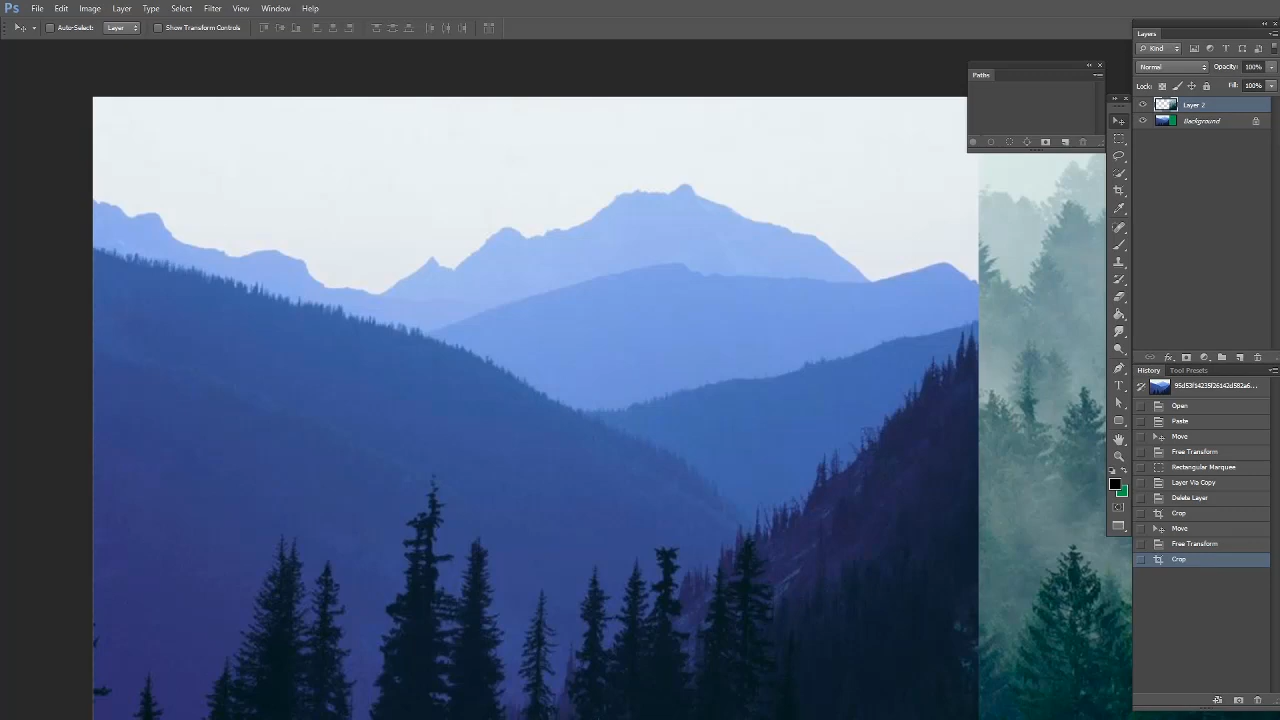 Ps File Edit Image Layer Type Select Filter View Window Help
Auto-Select: Layer Show Transform Controls
Layers
Kind
Normal Opacity: 100%
Lock: Fill: 100%
Layer 2
Background
Paths
History Tool Presets
95d53f14235f26142d582a6...
Open
Paste
Move
Free Transform
Rectangular Marquee
Layer Via Copy
Delete Layer
Crop
Move
Free Transform
Crop